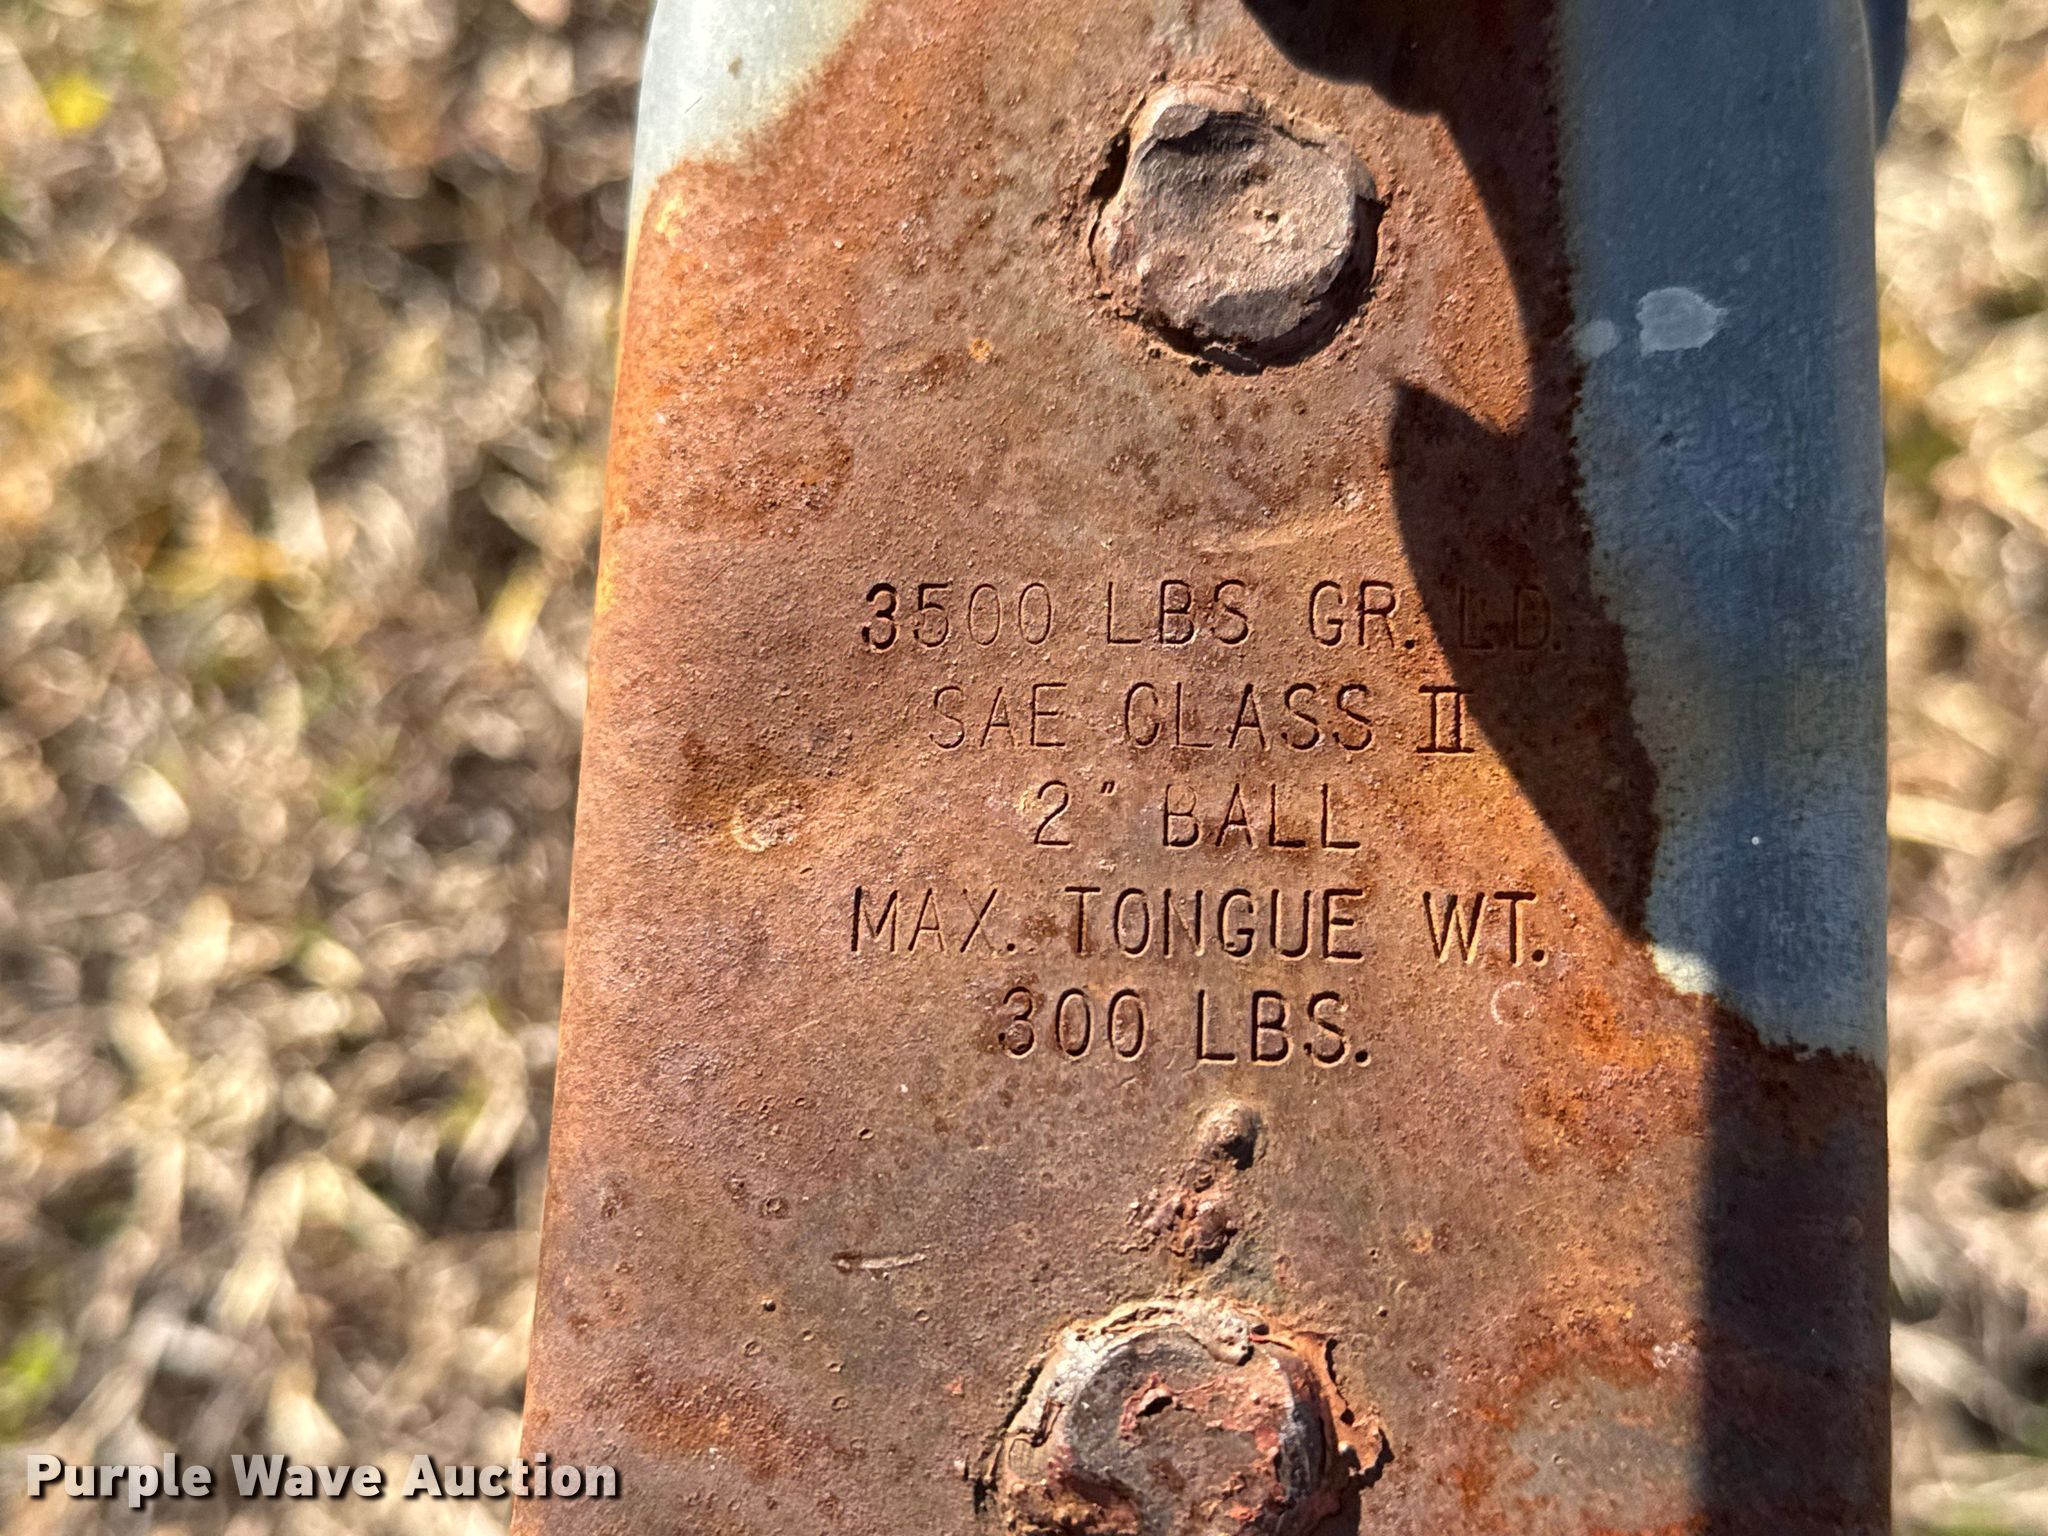 3500 LBS GR. LD.
SAE CLASS II
2" BALL
MAX. TONGUE WT.
300 LBS.
Purple Wave Auction